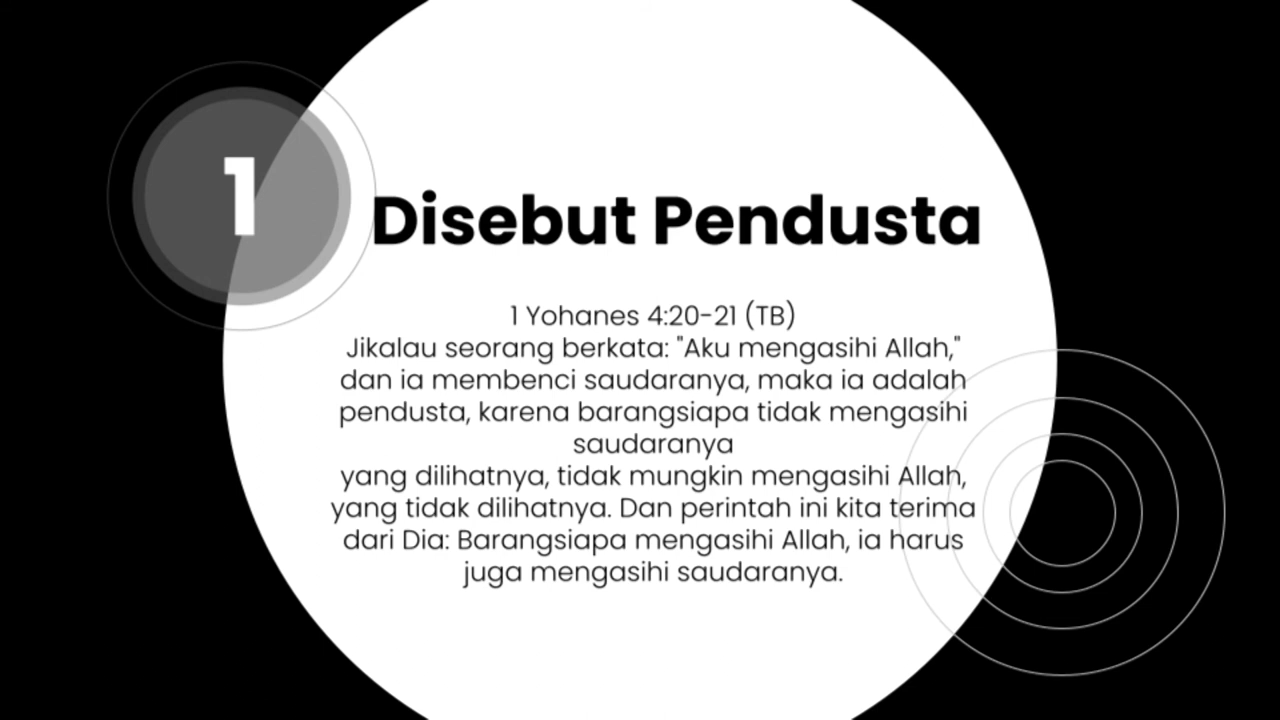 1
Disebut Pendusta
1 Yohanes 4:20-21 (TB)
Jikalau seorang berkata: "Aku mengasihi Allah,"
dan ia membenci saudaranya, maka ia adalah
pendusta, karena barangsiapa tidak mengasihi
saudaranya
yang dilihatnya, tidak mungkin mengasihi Allah,
yang tidak dilihatnya. Dan perintah ini kita terima
dari Dia: Barangsiapa mengasihi Allah, ia harus
juga mengasihi saudaranya.